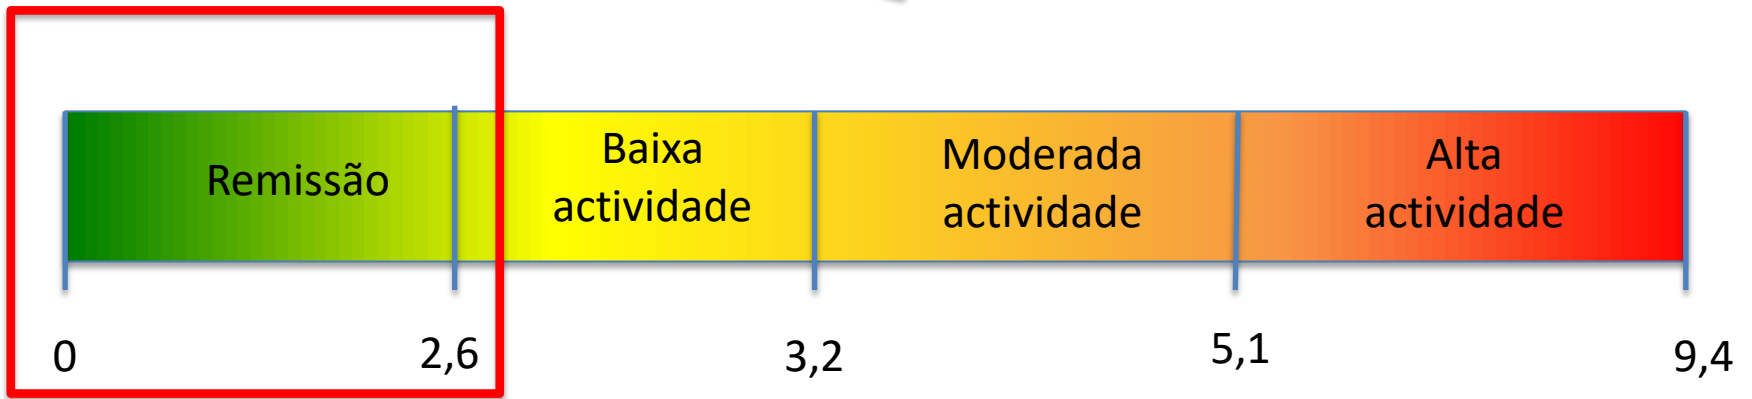 Remissão
Baixa
actividade
Moderada
actividade
Alta
actividade
0
2,6
3,2
5,1
9,4